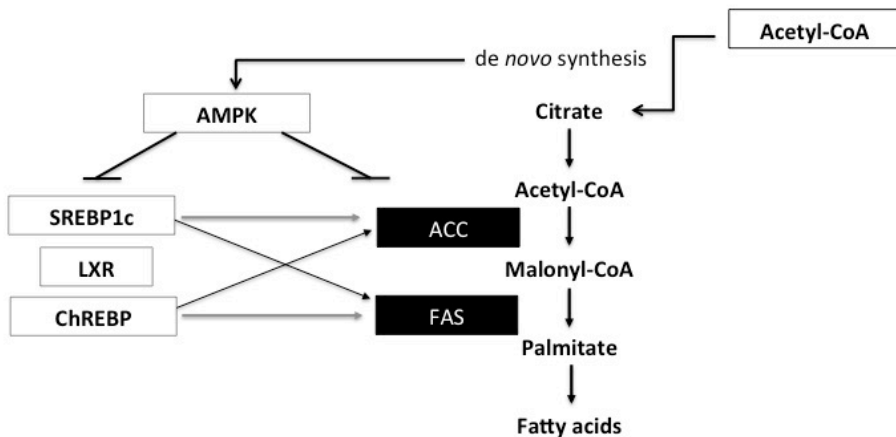 Acetyl-CoA
de novo synthesis
AMPK
Citrate
Acetyl-CoA
SREBP1c
ACC
LXR
Malonyl-CoA
ChREBP
FAS
Palmitate
Fatty acids